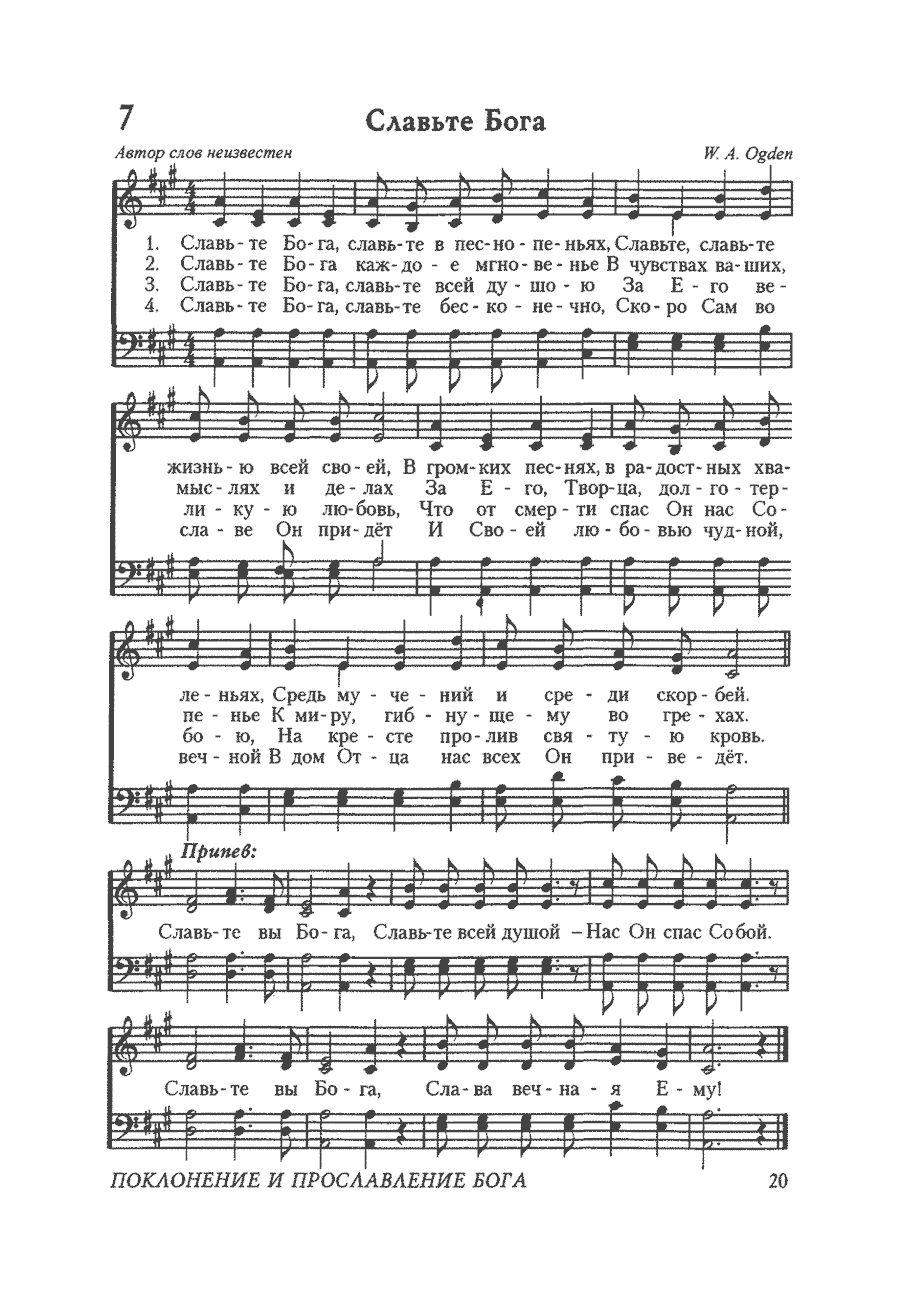 7
Славьте Бога
Автор слов неизвестен
W. A. Ogden
1. Славь-те Бо-га, славь-те в пес-но-пе-ньях, Славьте, славь-те
2. Славь-те Бо-га каж-до-е мгно-ве-нье В чувствах ва-ших,
3. Славь-те Бо-га, славь-те всей ду-шо-ю За Е-го ве-
4. Славь-те Бо-га, славь-те бес-ко-не-чно, Ско-ро Сам во
жизнь-ю всей сво-ей, В гром-ких пес-нях, в ра-дост-ных хва-
мыс-лях и де-лах За Е-го, Твор-ца, дол-го-тер-
ли-ку-ю лю-бовь, Что от смер-ти спас Он нас Со-
сла-ве Он при-дёт И Сво-ей лю-бо-вью чуд-ной,
ле-ньях, Средь му-че-ний и сре-ди скор-бей.
пе-нье К ми-ру, гиб-ну-ще-му во гре-хах.
бо-ю, На кре-сте про-лив свя-ту-ю кровь.
веч-ной В дом От-ца нас всех Он при-ве-дёт.
Припев:
Славь-те вы Бо-га, Славь-те всей душой –Нас Он спас Собой.
Славь-те вы Бо-га, Сла-ва веч-на-я Е-му!
ПОКЛОНЕНИЕ И ПРОСЛАВЛЕНИЕ БОГА
20